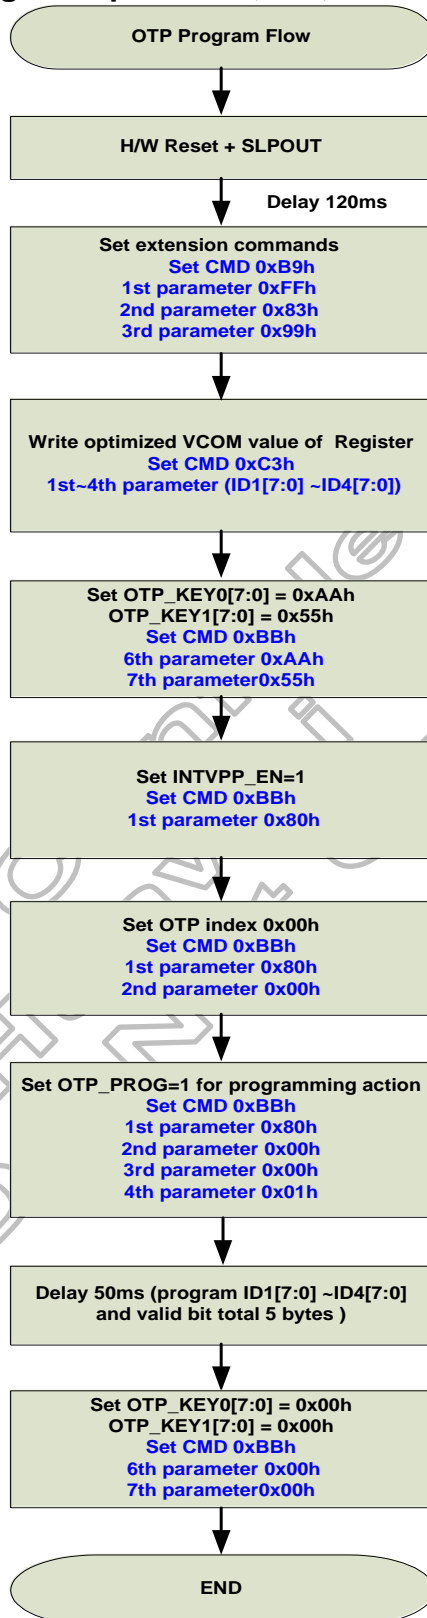 OTP Program Flow
H/W Reset + SLPOUT
Delay 120ms
Set extension commands
Set CMD 0xB9h
1st parameter 0xFFh
2nd parameter 0x83h
3rd parameter 0x99h
Write optimized VCOM value of Register
Set CMD 0xC3h
1st~4th parameter (ID1[7:0] ~ID4[7:0])
Set OTP_KEY0[7:0] = 0xAAh
OTP_KEY1[7:0] = 0x55h
Set CMD 0xBBh
6th parameter 0xAAh
7th parameter0x55h
Set INTVPP_EN=1
Set CMD 0xBBh
1st parameter 0x80h
Set OTP index 0x00h
Set CMD 0xBBh
1st parameter 0x80h
2nd parameter 0x00h
Set OTP_PROG=1 for programming action
Set CMD 0xBBh
1st parameter 0x80h
2nd parameter 0x00h
3rd parameter 0x00h
4th parameter 0x01h
Delay 50ms (program ID1[7:0] ~ID4[7:0]
and valid bit total 5 bytes )
Set OTP_KEY0[7:0] = 0x00h
OTP_KEY1[7:0] = 0x00h
Set CMD 0xBBh
6th parameter 0x00h
7th parameter0x00h
END